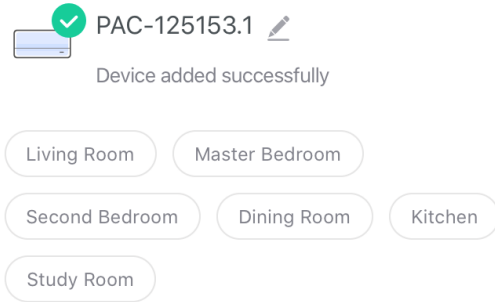 PAC-125153.1
Device added successfully
Living Room
Master Bedroom
Second Bedroom
Dining Room
Kitchen
Study Room